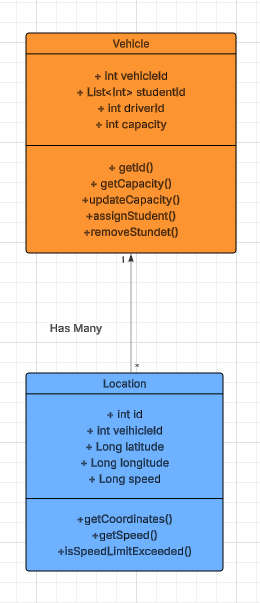 Vehicle
+ int vehicleId
+ List<Int> studentId
+ int driverId
+ int capacity
+ getId()
+ getCapacity()
+updateCapacity()
+assignStudent()
+removeStundet()
1
Has Many
*
Location
+ int id
+ int veihicleId
+ Long latitude
+ Long longitude
+ Long speed
+getCoordinates()
+getSpeed()
+isSpeedLimitExceeded()